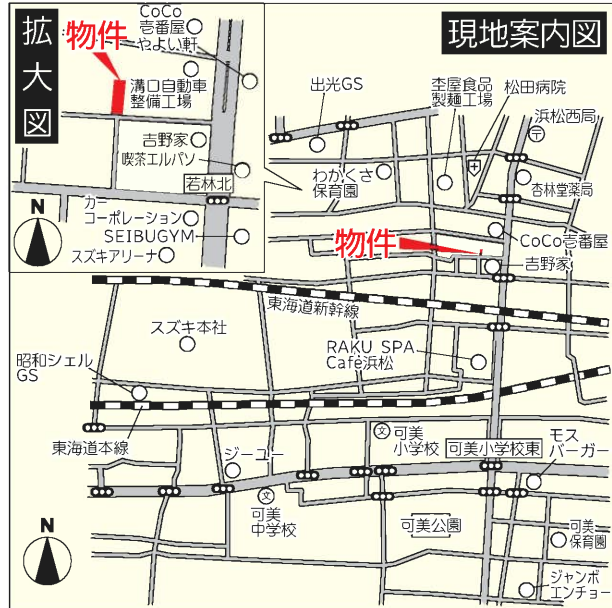 拡大図
物件
CoCo
壱番屋
やよい軒
溝口自動車
整備工場
吉野家
喫茶エルパソ
若林北
カー
コーポレーション
SEIBUGYM
スズキアリーナ
N
現地案内図
出光GS
杢屋食品
製麺工場
松田病院
浜松西局
わかくさ
保育園
杏林堂薬局
CoCo壱番屋
物件
吉野家
東海道新幹線
スズキ本社
RAKU SPA
Café浜松
昭和シェル
GS
東海道本線
ジーユー
文
可美
小学校
可美小学校東
モス
バーガー
文
可美
中学校
可美公園
可美
保育園
N
ジャンボ
エンチョー